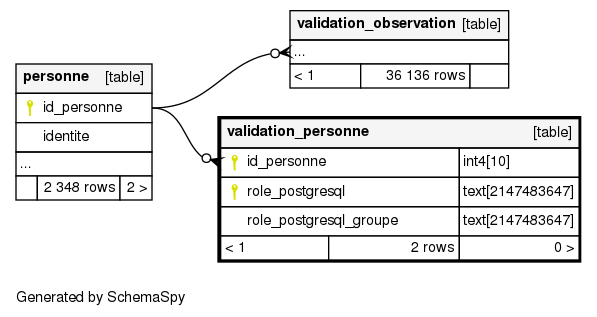 validation_observation [table]
...
< 1 36 136 rows
personne [table]
id_personne
identite
...
2 348 rows 2 >
validation_personne [table]
id_personne int4[10]
role_postgresql text[2147483647]
role_postgresql_groupe text[2147483647]
< 1 2 rows 0 >
Generated by SchemaSpy